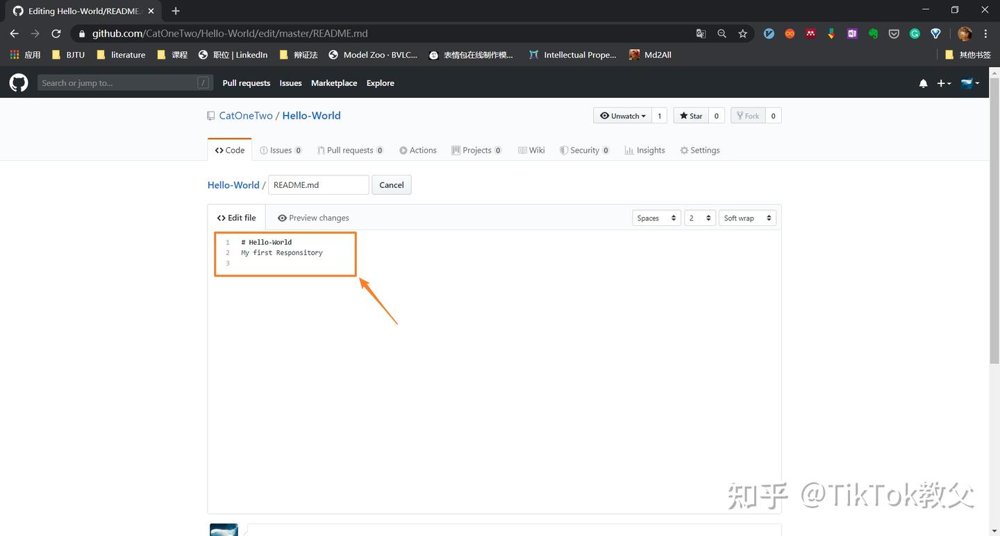 Editing Hello-World/README.
github.com/CatOneTwo/Hello-World/edit/master/README.md
应用 BJTU literature 课程 职位 | LinkedIn 辩证法 Model Zoo · BVLC... 表情包在线制作模... Intellectual Prope... Md2All 其他书签
Search or jump to... / Pull requests Issues Marketplace Explore
CatOneTwo / Hello-World Unwatch 1 Star 0 Fork 0
Code Issues 0 Pull requests 0 Actions Projects 0 Wiki Security 0 Insights Settings
Hello-World / README.md Cancel
Edit file Preview changes Spaces 2 Soft wrap
1 # Hello-World
2 My first Responsitory
3
知乎 @TikTok教父